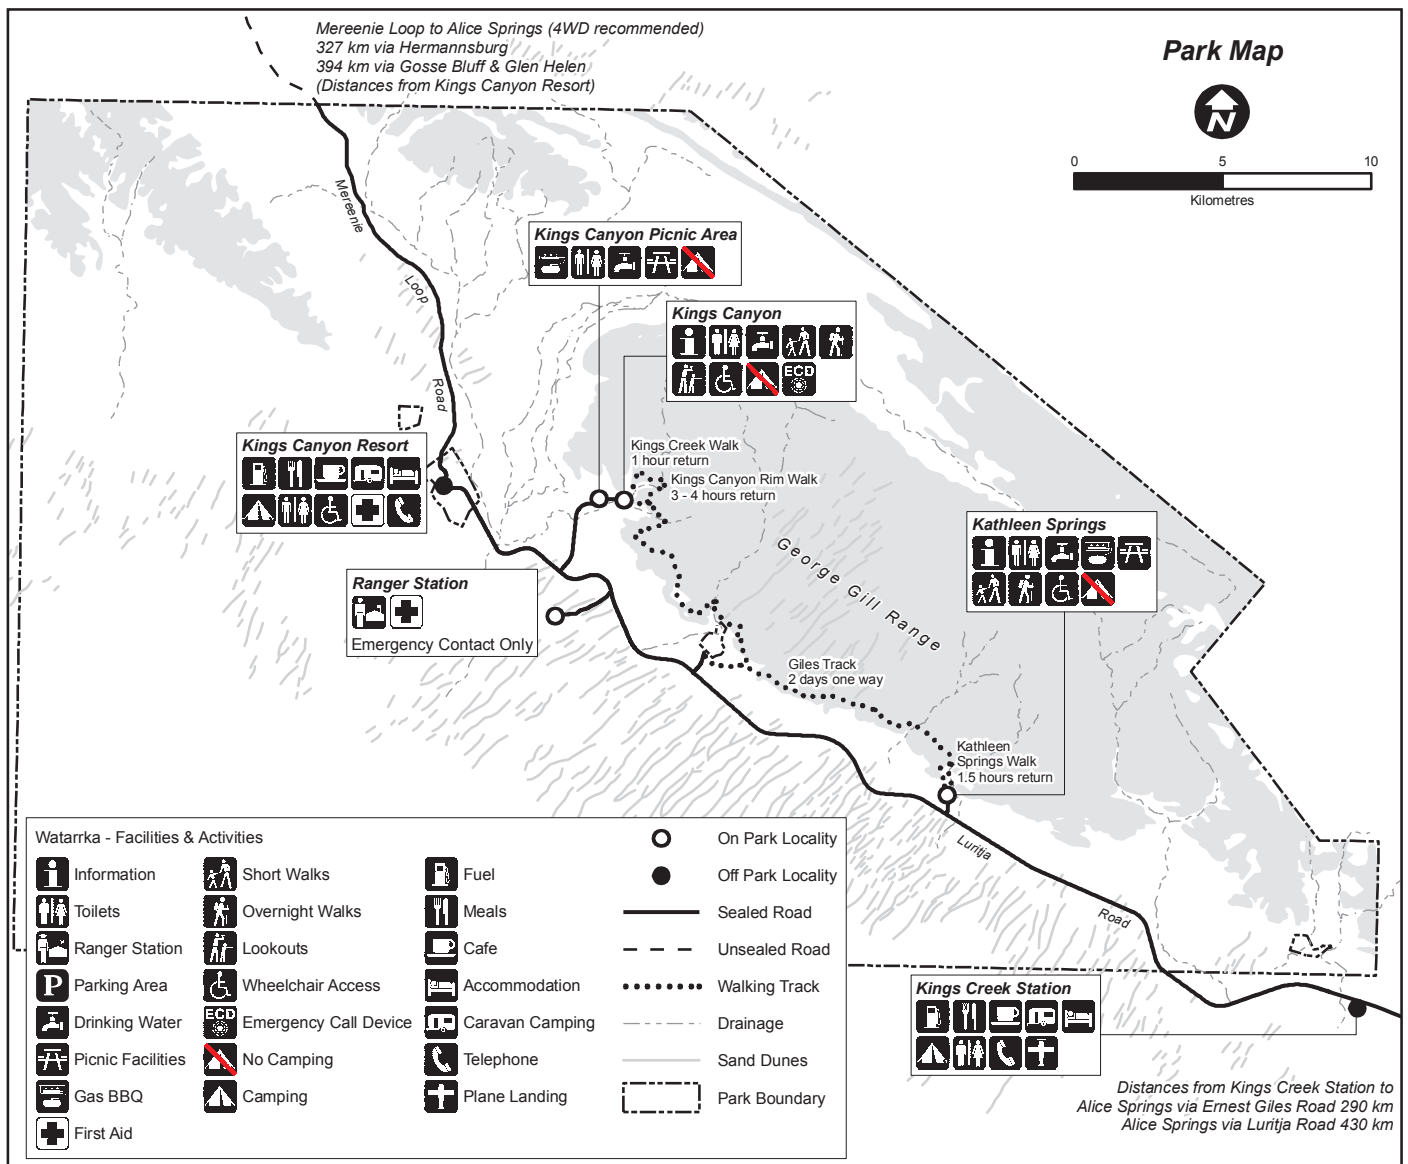 Mereenie Loop to Alice Springs (4WD recommended)
327 km via Hermannsburg
394 km via Gosse Bluff & Glen Helen
(Distances from Kings Canyon Resort)
Park Map
N
0 5 10
Kilometres
Mereenie
Loop
Road
Kings Canyon Picnic Area
Kings Canyon
ECD
Kings Canyon Resort
Kings Creek Walk
1 hour return
Kings Canyon Rim Walk
3 - 4 hours return
Kathleen Springs
George Gill Range
Ranger Station
Emergency Contact Only
Giles Track
2 days one way
Kathleen
Springs Walk
1.5 hours return
Luritja
Road
Watarrka - Facilities & Activities
Information
Toilets
Ranger Station
P Parking Area
Drinking Water
Picnic Facilities
Gas BBQ
First Aid
Short Walks
Overnight Walks
Lookouts
Wheelchair Access
ECD Emergency Call Device
No Camping
Camping
Fuel
Meals
Cafe
Accommodation
Caravan Camping
Telephone
Plane Landing
On Park Locality
Off Park Locality
Sealed Road
Unsealed Road
Walking Track
Drainage
Sand Dunes
Park Boundary
Kings Creek Station
Distances from Kings Creek Station to
Alice Springs via Ernest Giles Road 290 km
Alice Springs via Luritja Road 430 km